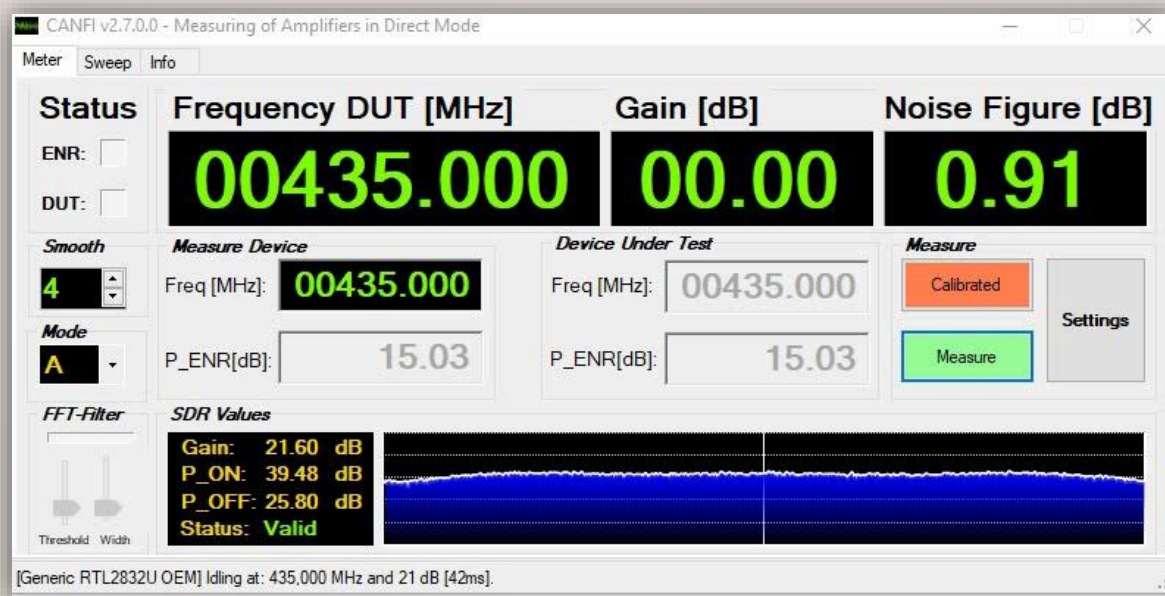 CANFI v2.7.0.0 - Measuring of Amplifiers in Direct Mode
Meter Sweep Info
Status
ENR:
DUT:
Frequency DUT [MHz]
00435.000
Gain [dB]
00.00
Noise Figure [dB]
0.91
Smooth
4
Mode
A
Measure Device
Freq [MHz]: 00435.000
P_ENR[dB]: 15.03
Device Under Test
Freq [MHz]: 00435.000
P_ENR[dB]: 15.03
Measure
Calibrated
Measure
Settings
FFT-Filter
Threshold Width
SDR Values
Gain: 21.60 dB
P_ON: 39.48 dB
P_OFF: 25.80 dB
Status: Valid
[Generic RTL2832U OEM] Idling at: 435,000 MHz and 21 dB [42ms].